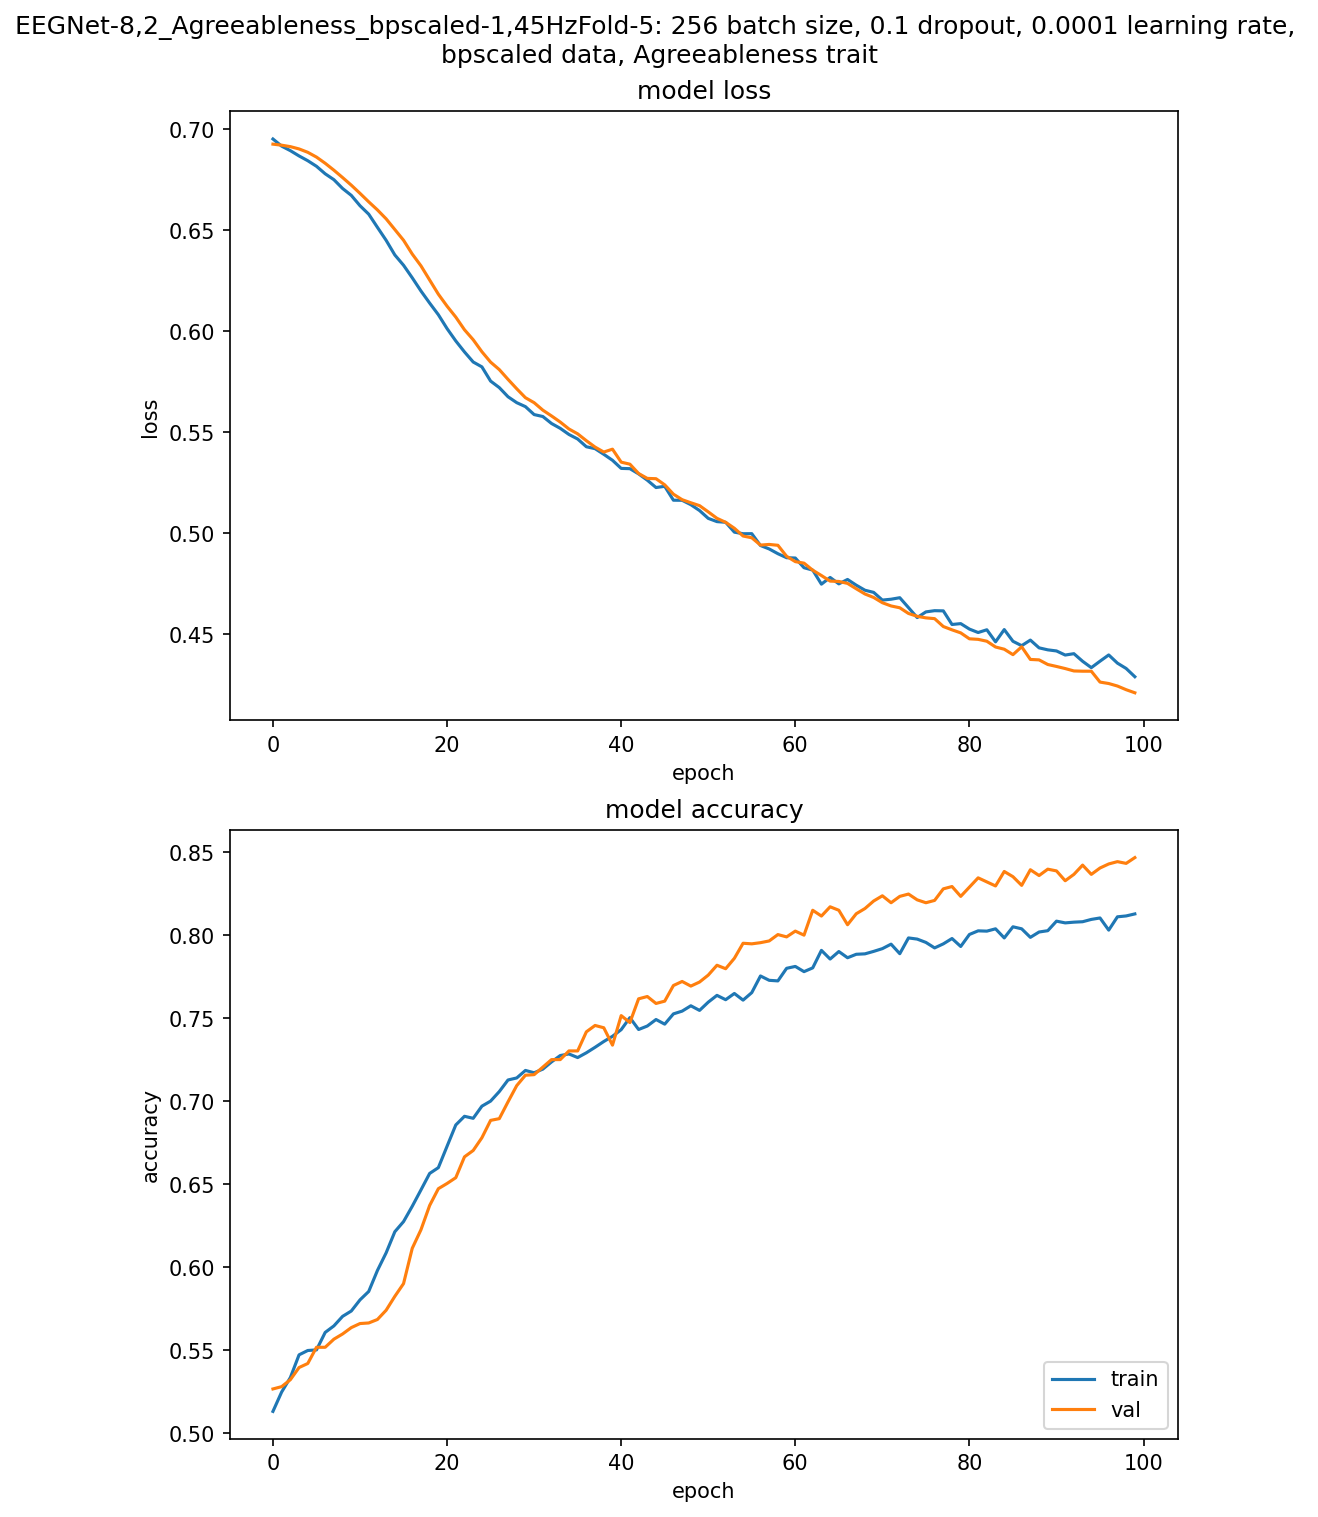 EEGNet-8,2_Agreeableness_bpscaled-1,45HzFold-5: 256 batch size, 0.1 dropout, 0.0001 learning rate,
bpscaled data, Agreeableness trait
model loss
0.70
0.65
0.60
0.55
0.50
0.45
loss
0 20 40 60 80 100
epoch
model accuracy
0.85
0.80
0.75
0.70
0.65
0.60
0.55
0.50
accuracy
train
val
0 20 40 60 80 100
epoch